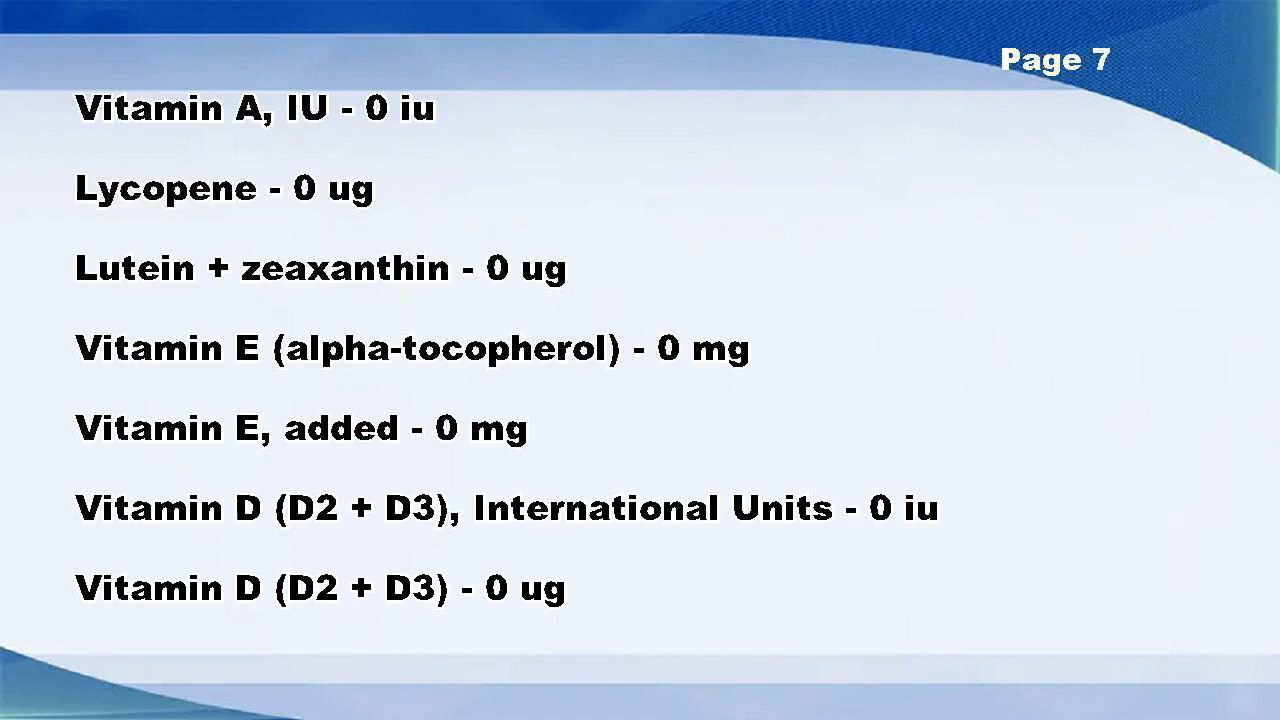 Page 7
Vitamin A, IU - 0 iu
Lycopene - 0 ug
Lutein + zeaxanthin - 0 ug
Vitamin E (alpha-tocopherol) - 0 mg
Vitamin E, added - 0 mg
Vitamin D (D2 + D3), International Units - 0 iu
Vitamin D (D2 + D3) - 0 ug